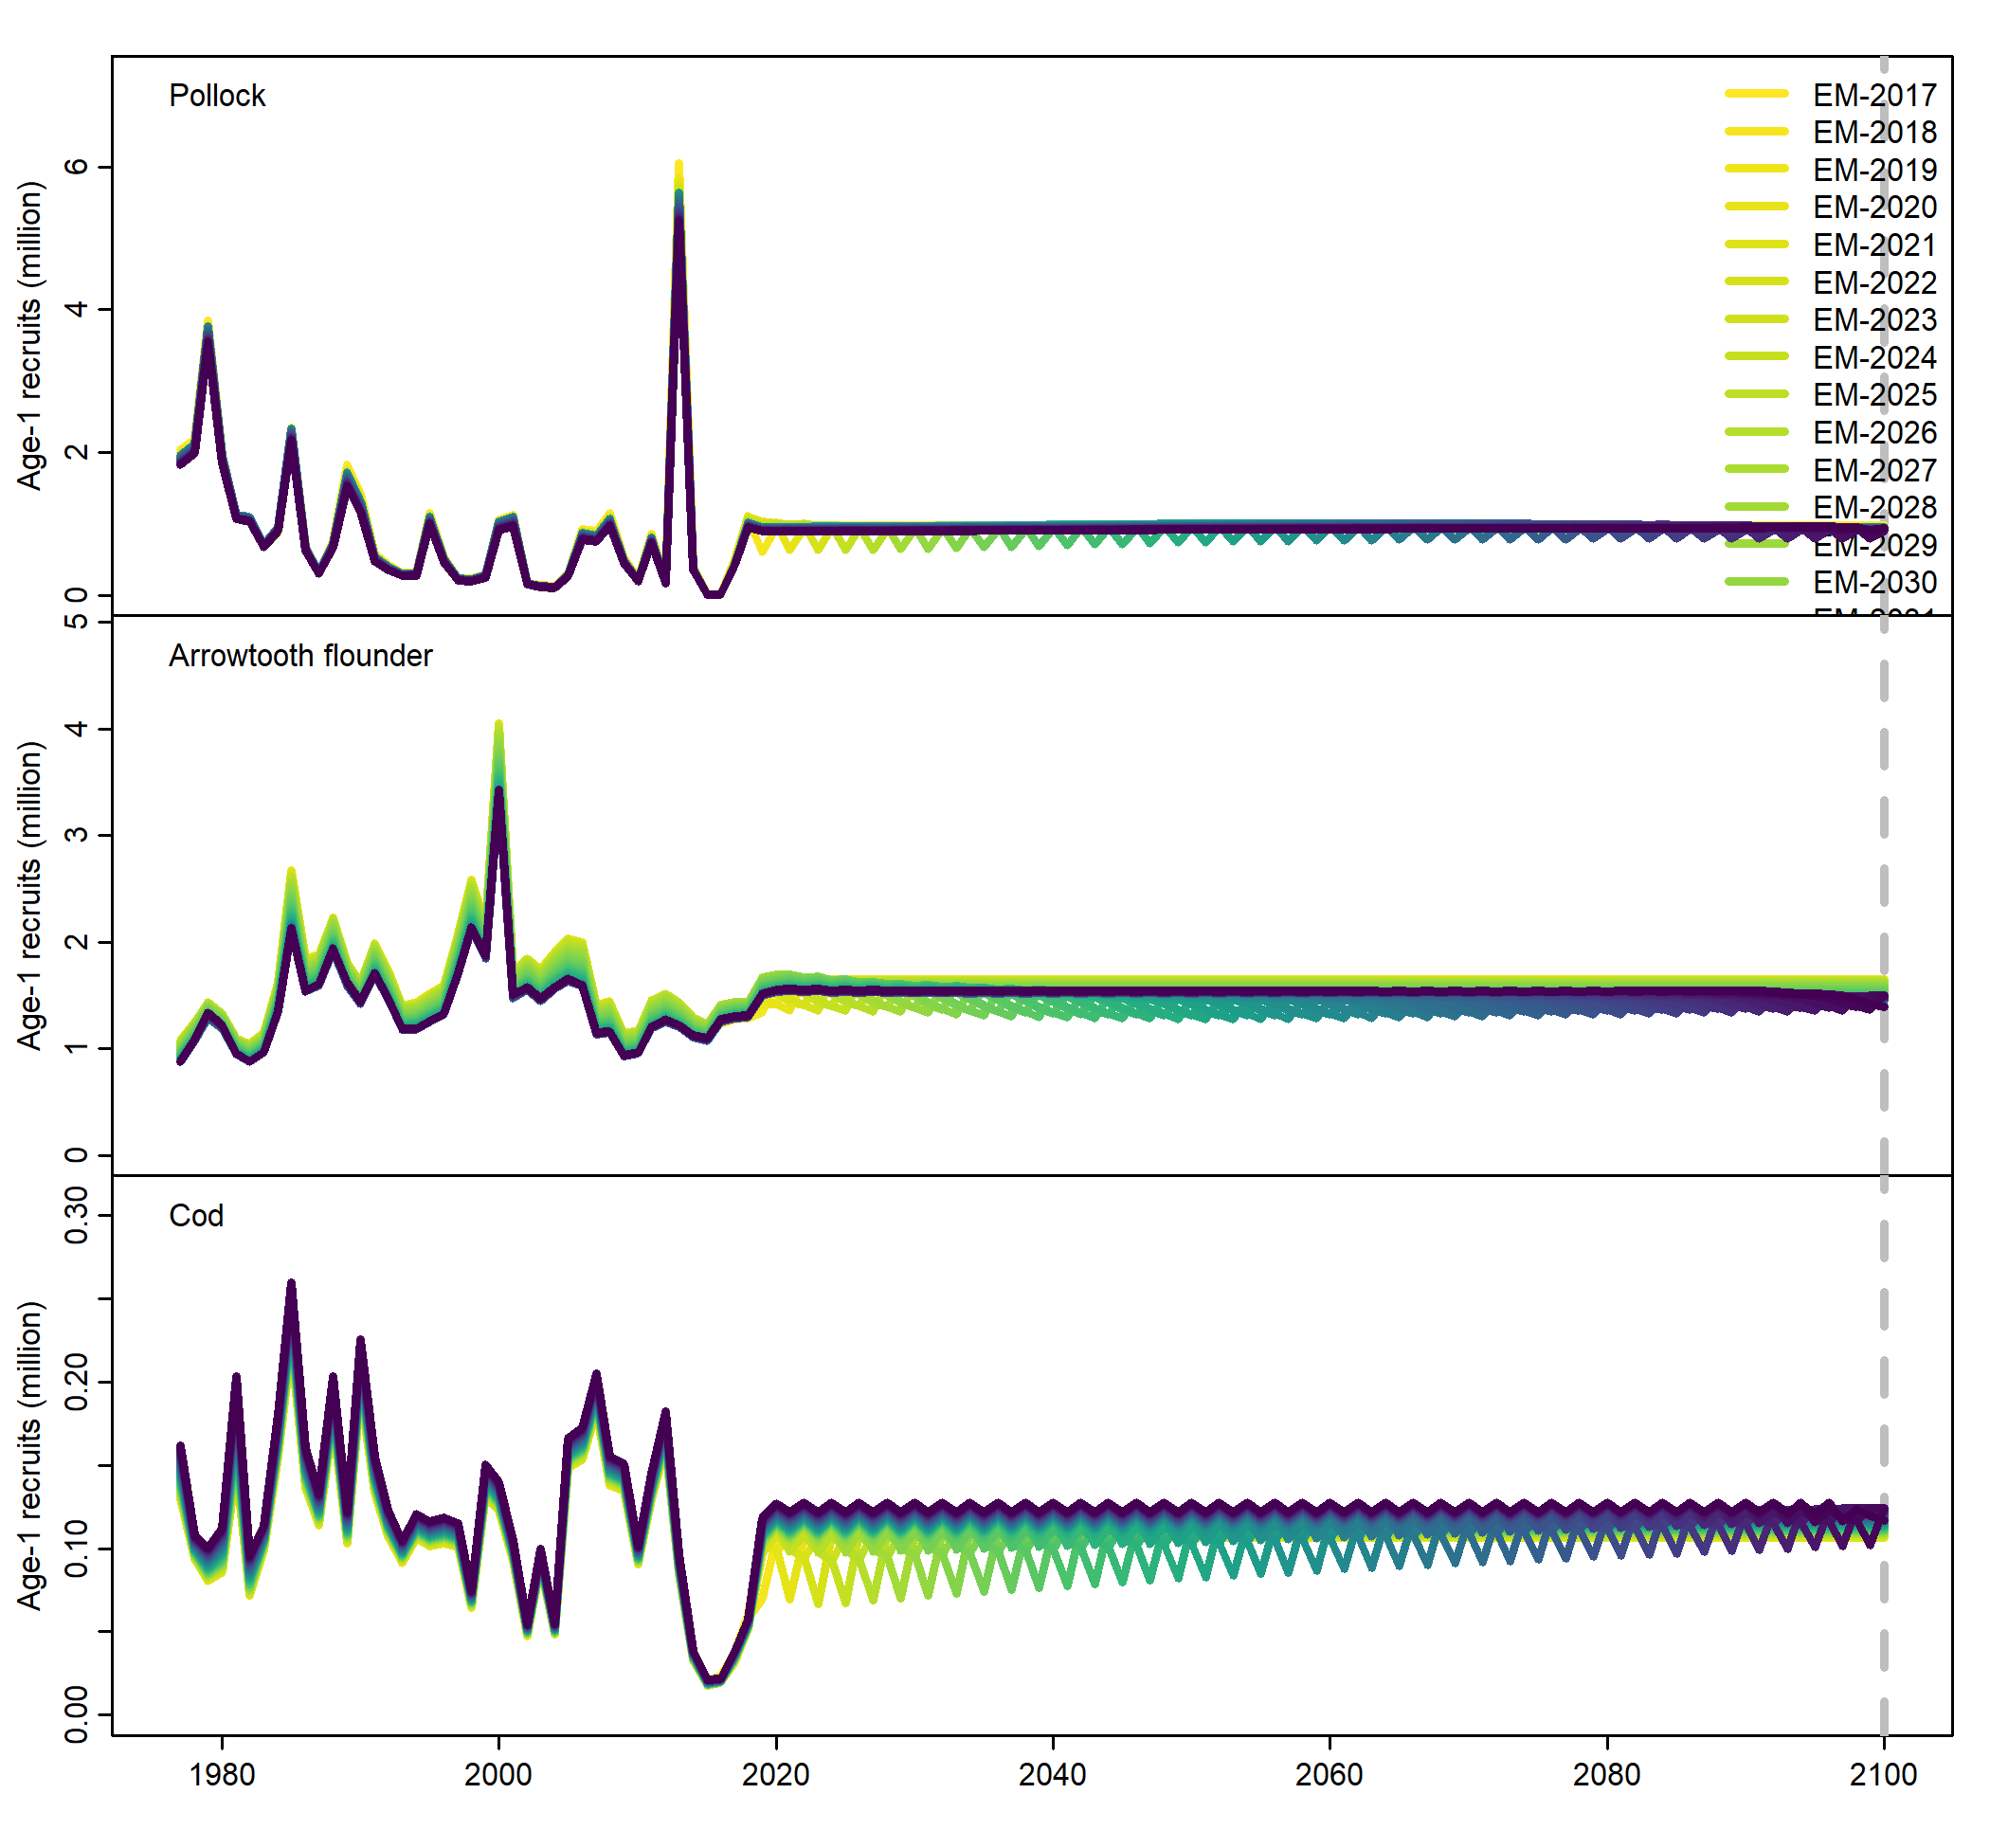 Pollock
Age-1 recruits (million)
6
4
2
0
EM-2017
EM-2018
EM-2019
EM-2020
EM-2021
EM-2022
EM-2023
EM-2024
EM-2025
EM-2026
EM-2027
EM-2028
EM-2029
EM-2030
Arrowtooth flounder
Age-1 recruits (million)
5
4
3
2
1
0
Cod
Age-1 recruits (million)
0.30
0.20
0.10
0.00
1980 2000 2020 2040 2060 2080 2100